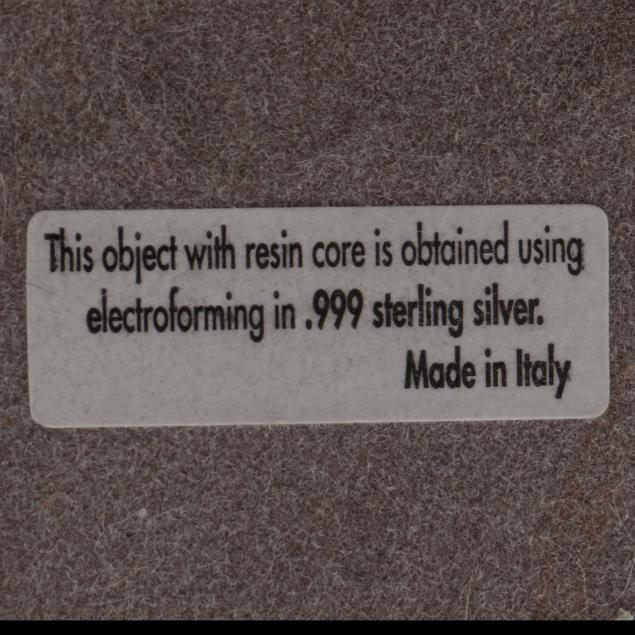 This object with resin core is obtained using
electroforming in .999 sterling silver.
Made in Italy